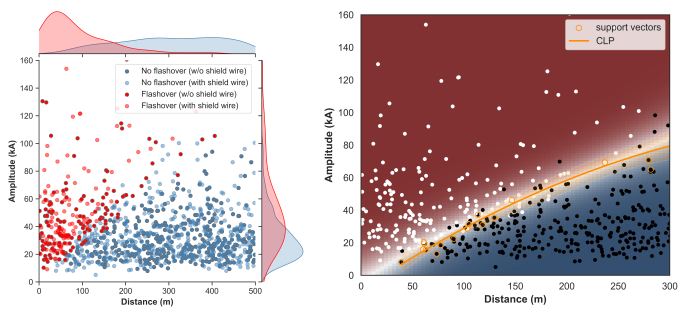 160
140
120
100
80
60
40
20
0
Amplitude (kA)
No flashover (w/o shield wire)
No flashover (with shield wire)
Flashover (w/o shield wire)
Flashover (with shield wire)
0 100 200 300 400 500
Distance (m)
160
140
120
100
80
60
40
20
0
Amplitude (kA)
support vectors
CLP
0 50 100 150 200 250 300
Distance (m)